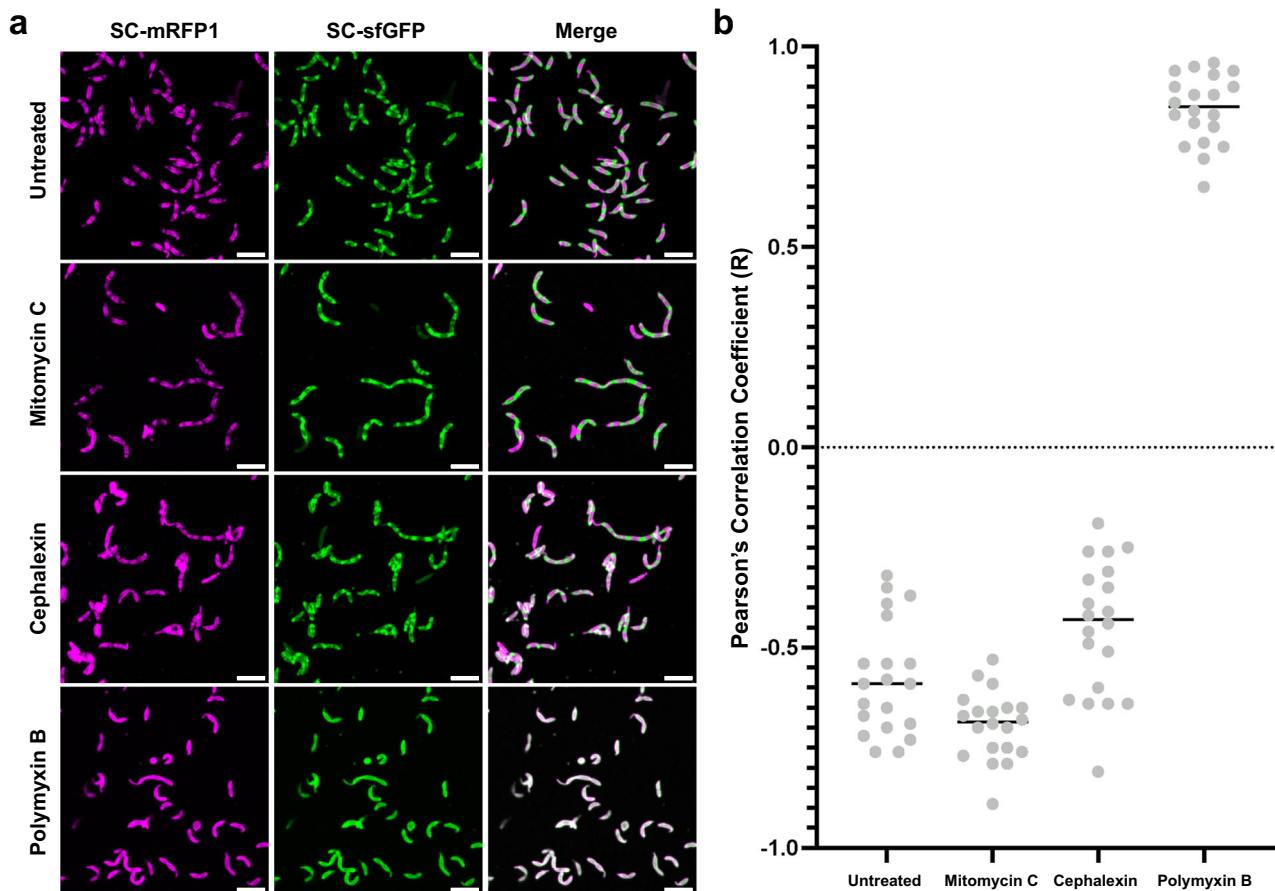 a
SC-mRFP1 SC-sfGFP Merge
Untreated
Mitomycin C
Cephalexin
Polymyxin B
b
Pearson's Correlation Coefficient (R)
1.0
0.5
0.0
-0.5
-1.0
Untreated Mitomycin C Cephalexin Polymyxin B